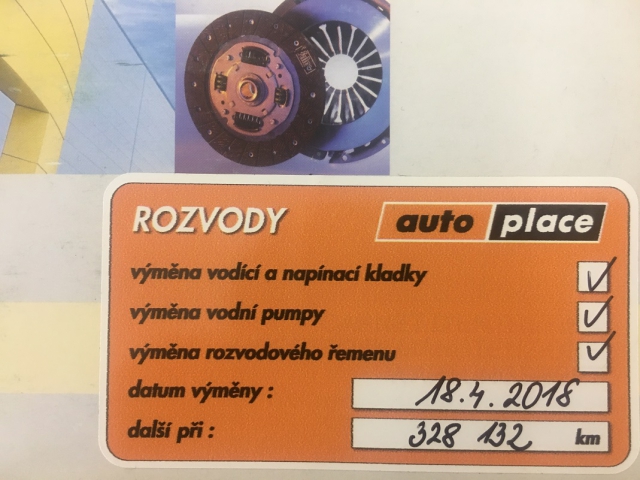 ROZVODY auto place
výměna vodící a napínací kladky
výměna vodní pumpy
výměna rozvodového řemenu
datum výměny : 18.4.2018
další při : 328 132 km